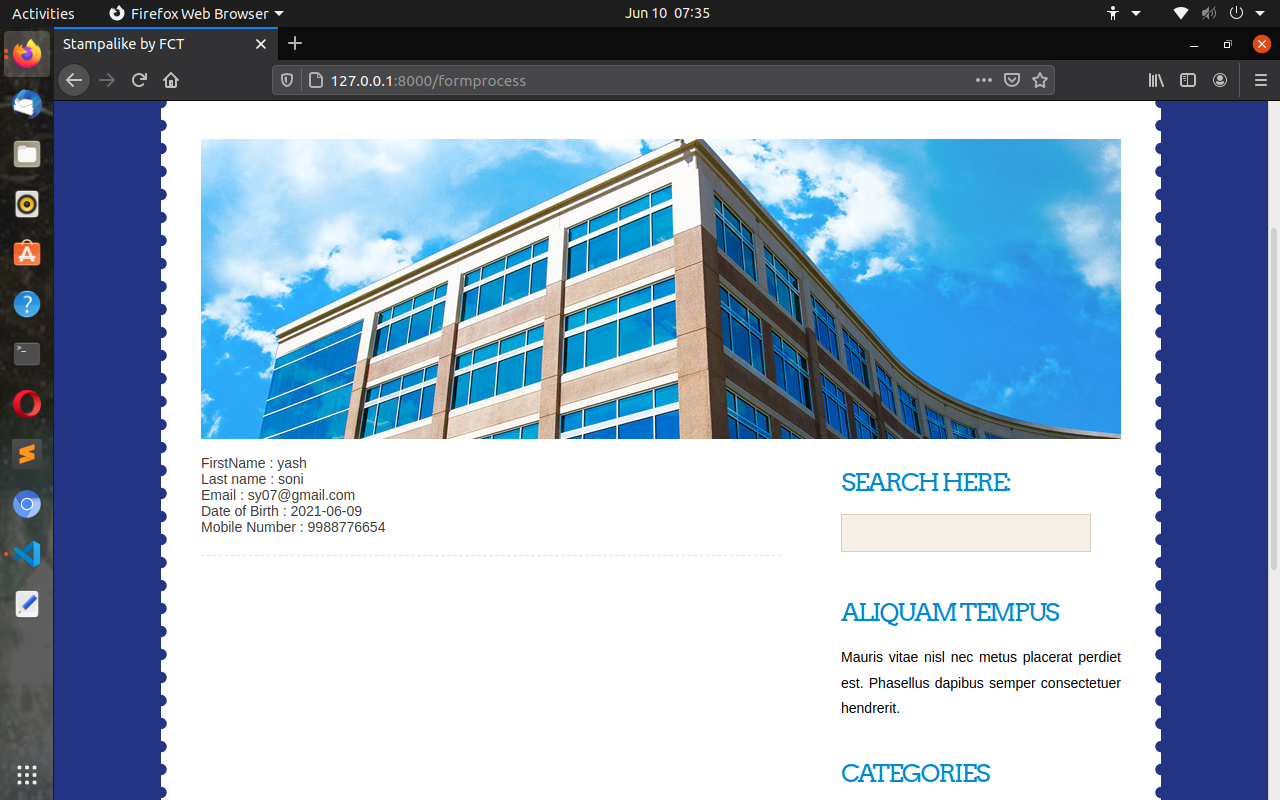 Activities
Firefox Web Browser
Jun 10 07:35
Stampalike by FCT
127.0.0.1:8000/formprocess
FirstName : yash
Last name : soni
Email : sy07@gmail.com
Date of Birth : 2021-06-09
Mobile Number : 9988776654
SEARCH HERE:
ALIQUAM TEMPUS
Mauris vitae nisl nec metus placerat perdiet
est. Phasellus dapibus semper consectetuer
hendrerit.
CATEGORIES